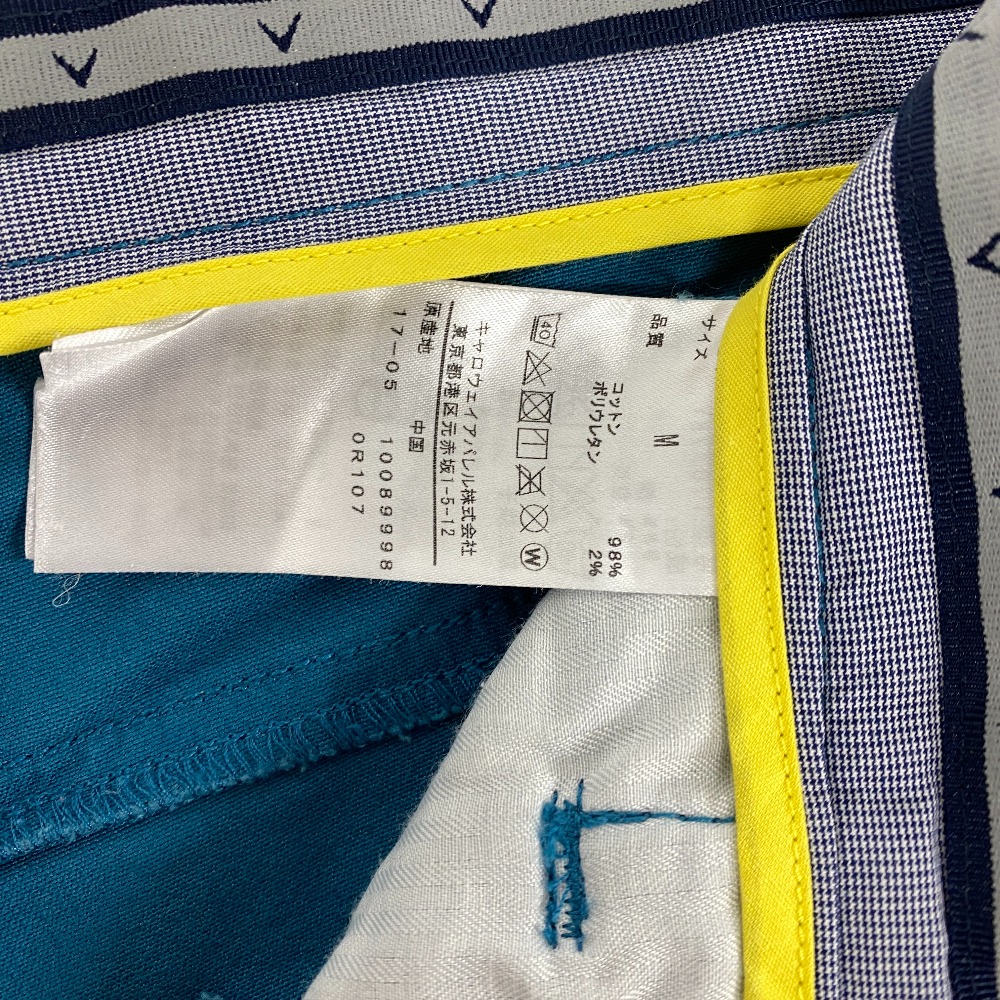 サイズ M
品質
コットン 98%
ポリウレタン 2%
40
W
キャロウェイアパレル株式会社
東京都港区元赤坂1-5-12
原産地 中国
17-05 10089998
0R107